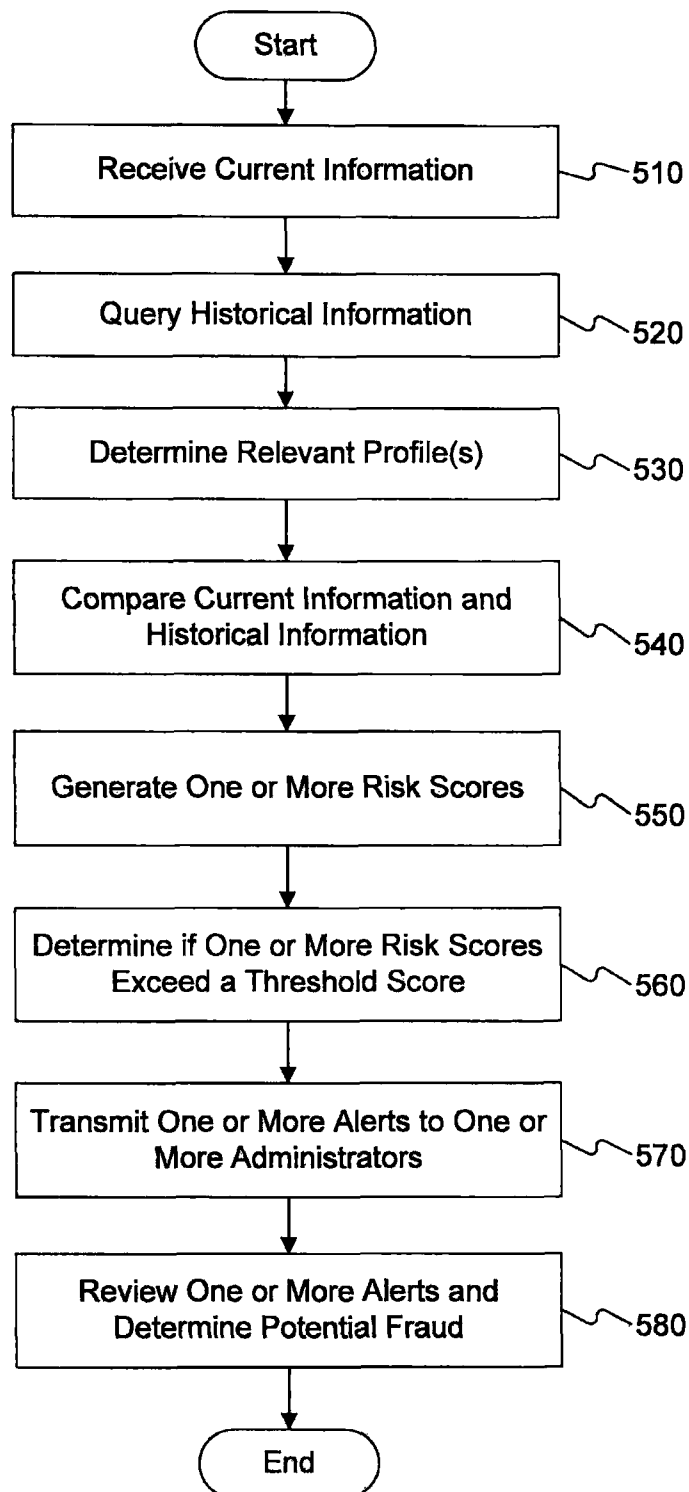 Start
Receive Current Information
510
Query Historical Information
520
Determine Relevant Profile(s)
530
Compare Current Information and
Historical Information
540
Generate One or More Risk Scores
550
Determine if One or More Risk Scores
Exceed a Threshold Score
560
Transmit One or More Alerts to One or
More Administrators
570
Review One or More Alerts and
Determine Potential Fraud
580
End